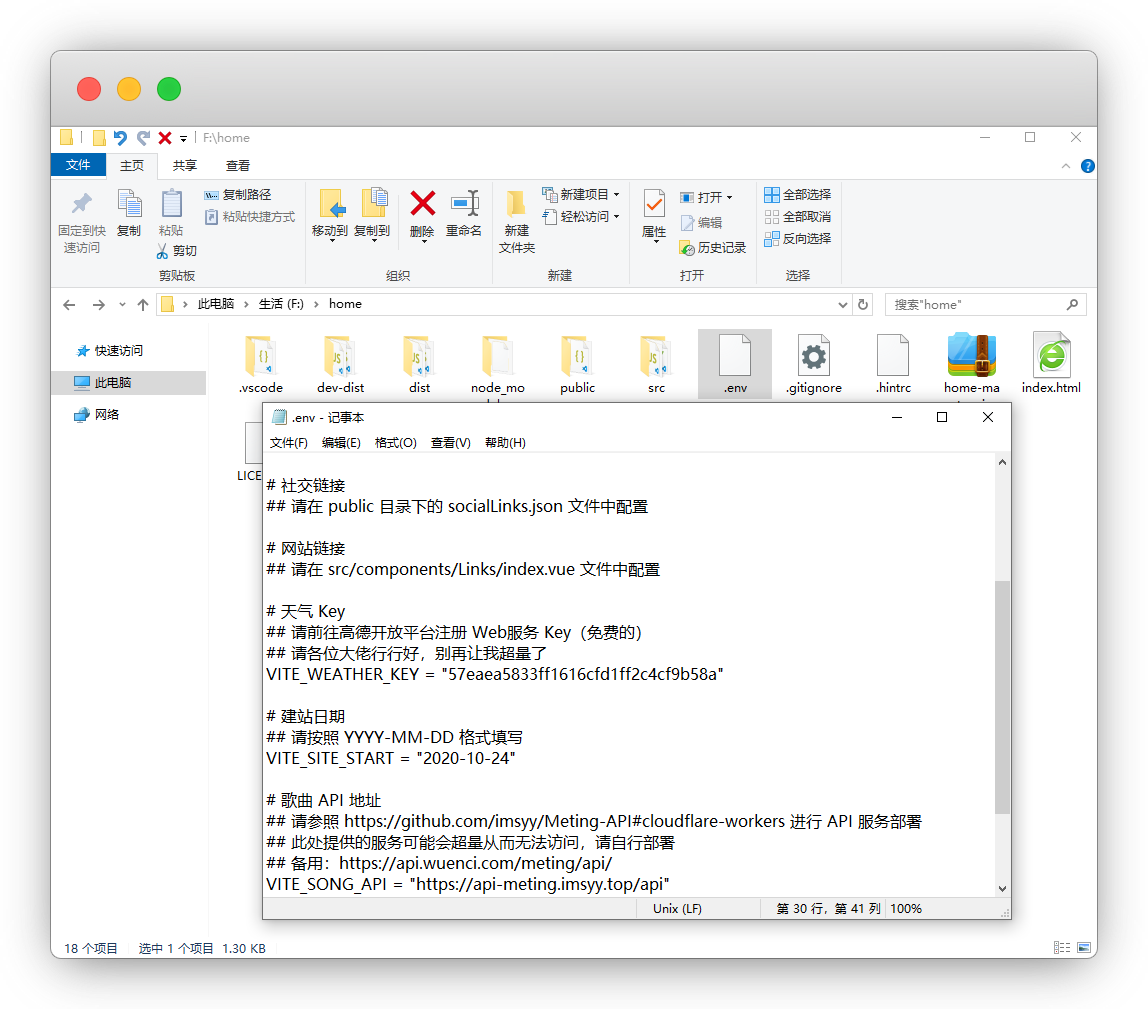 F:\home
文件 主页 共享 查看
固定到快速访问
复制
粘贴
复制路径
粘贴快捷方式
剪切
剪贴板
移动到
复制到
删除
重命名
组织
新建文件夹
新建项目
轻松访问
新建
属性
打开
编辑
历史记录
打开
全部选择
全部取消
反向选择
选择
此电脑 > 生活 (F:) > home
搜索"home"
快速访问
此电脑
网络
.vscode dev-dist dist node_mo public src .env .gitignore .hintrc home-ma index.html
LICE
.env - 记事本
文件(F) 编辑(E) 格式(O) 查看(V) 帮助(H)
# 社交链接
## 请在 public 目录下的 socialLinks.json 文件中配置
# 网站链接
## 请在 src/components/Links/index.vue 文件中配置
# 天气 Key
## 请前往高德开放平台注册 Web服务 Key（免费的）
## 请各位大佬行行好，别再让我超量了
VITE_WEATHER_KEY = "57eaea5833ff1616cfd1ff2c4cf9b58a"
# 建站日期
## 请按照 YYYY-MM-DD 格式填写
VITE_SITE_START = "2020-10-24"
# 歌曲 API 地址
## 请参照 https://github.com/imsyy/Meting-API#cloudflare-workers 进行 API 服务部署
## 此处提供的服务可能会超量从而无法访问，请自行部署
## 备用：https://api.wuenci.com/meting/api/
VITE_SONG_API = "https://api-meting.imsyy.top/api"
Unix (LF) 第 30 行，第 41 列 100%
18 个项目 选中 1 个项目 1.30 KB